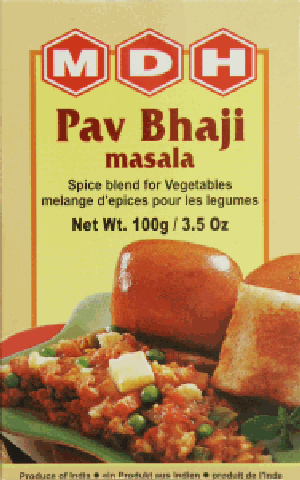 MDH
Pav Bhaji
masala
Spice blend for Vegetables
melange d'epices pour les legumes
Net Wt. 100g / 3.5 Oz
Produce of India • ein Produkt aus Indien • produit de l'inde